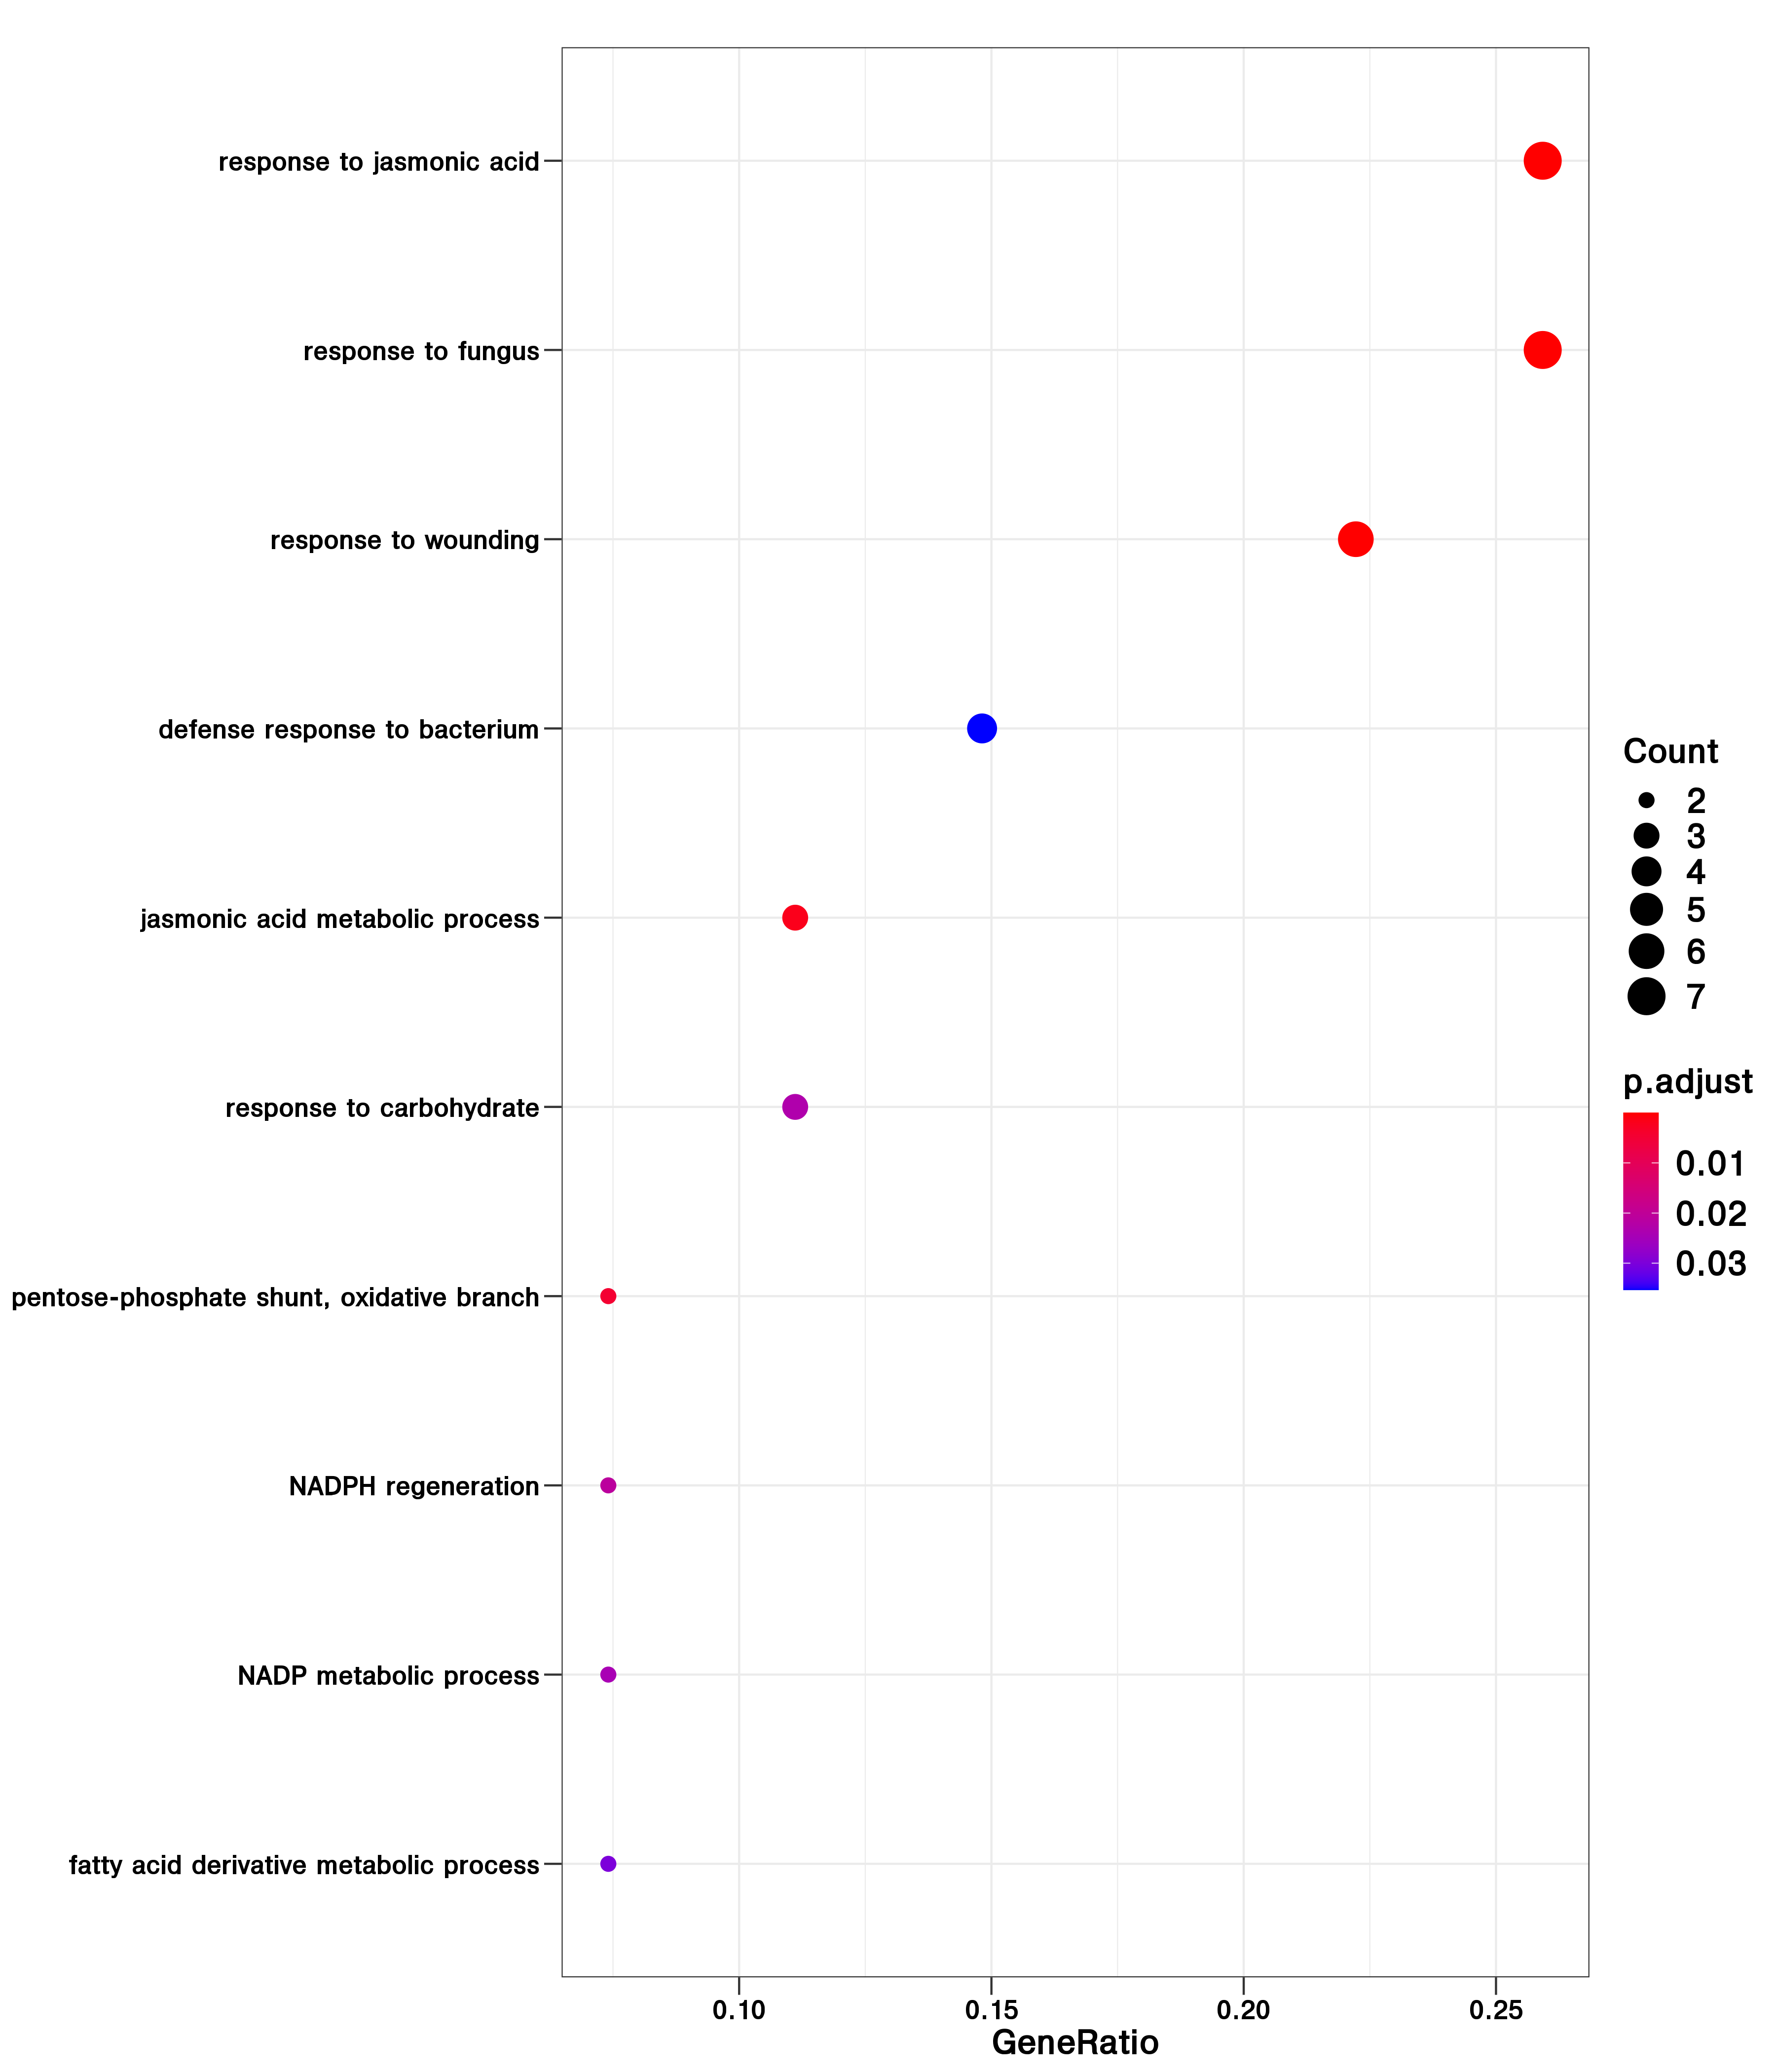 response to jasmonic acid
response to fungus
response to wounding
defense response to bacterium
jasmonic acid metabolic process
response to carbohydrate
pentose-phosphate shunt, oxidative branch
NADPH regeneration
NADP metabolic process
fatty acid derivative metabolic process
0.10 0.15 0.20 0.25
GeneRatio
Count
2
3
4
5
6
7
p.adjust
0.01
0.02
0.03